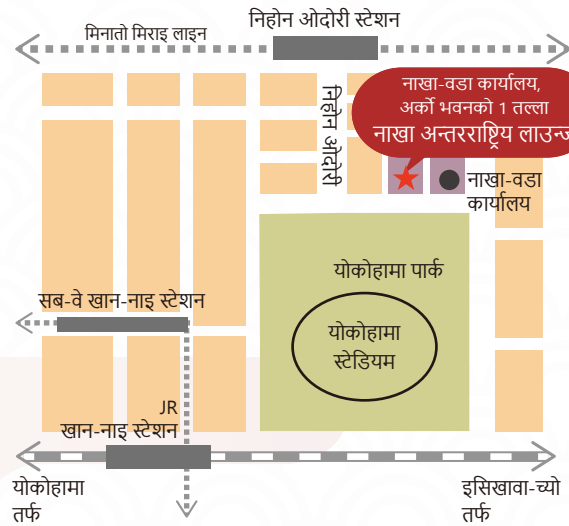 निहोन ओदोरी स्टेशन
मिनातो मिराइ लाइन
नाखा-वडा कार्यालय,
अर्को भवनको 1 तल्ला
नाखा अन्तरराष्ट्रिय लाउन्ज
निहोन ओदोरी
नाखा-वडा
कार्यालय
योकोहामा पार्क
सब-वे खान-नाइ स्टेशन
योकोहामा
स्टेडियम
JR
खान-नाइ स्टेशन
योकोहामा
तर्फ
इसिखावा-च्यो
तर्फ